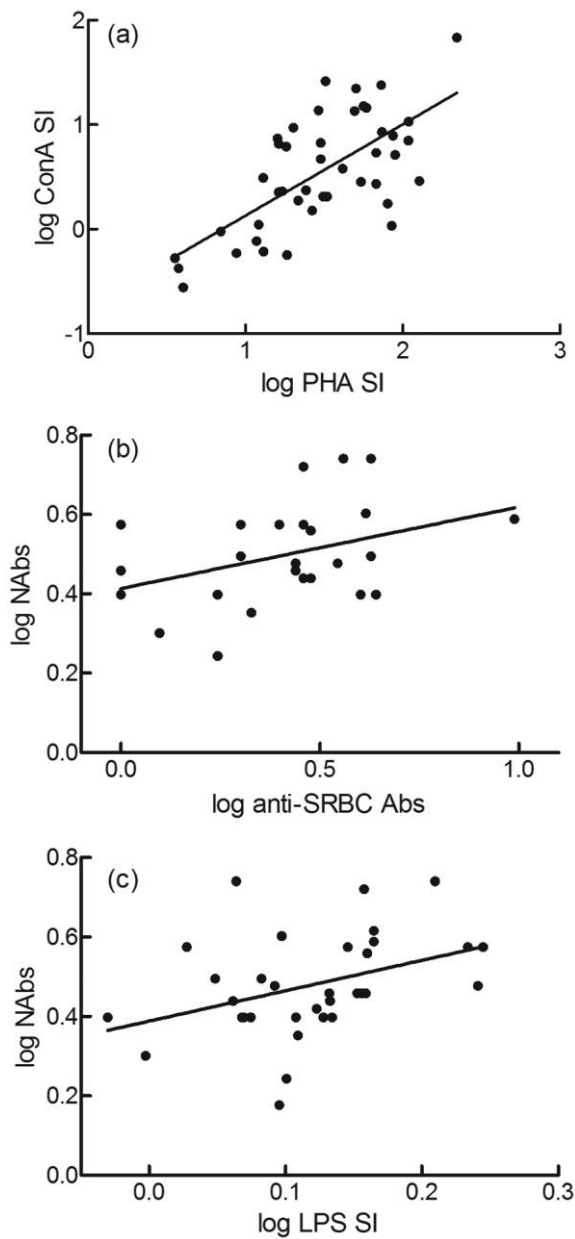 (a)
2
1
0
-1
log ConA SI
0 1 2 3
log PHA SI
(b)
0.8
0.6
0.4
0.2
0.0
log NAbs
0.0 0.5 1.0
log anti-SRBC Abs
(c)
0.8
0.6
0.4
0.2
0.0
log NAbs
0.0 0.1 0.2 0.3
log LPS SI